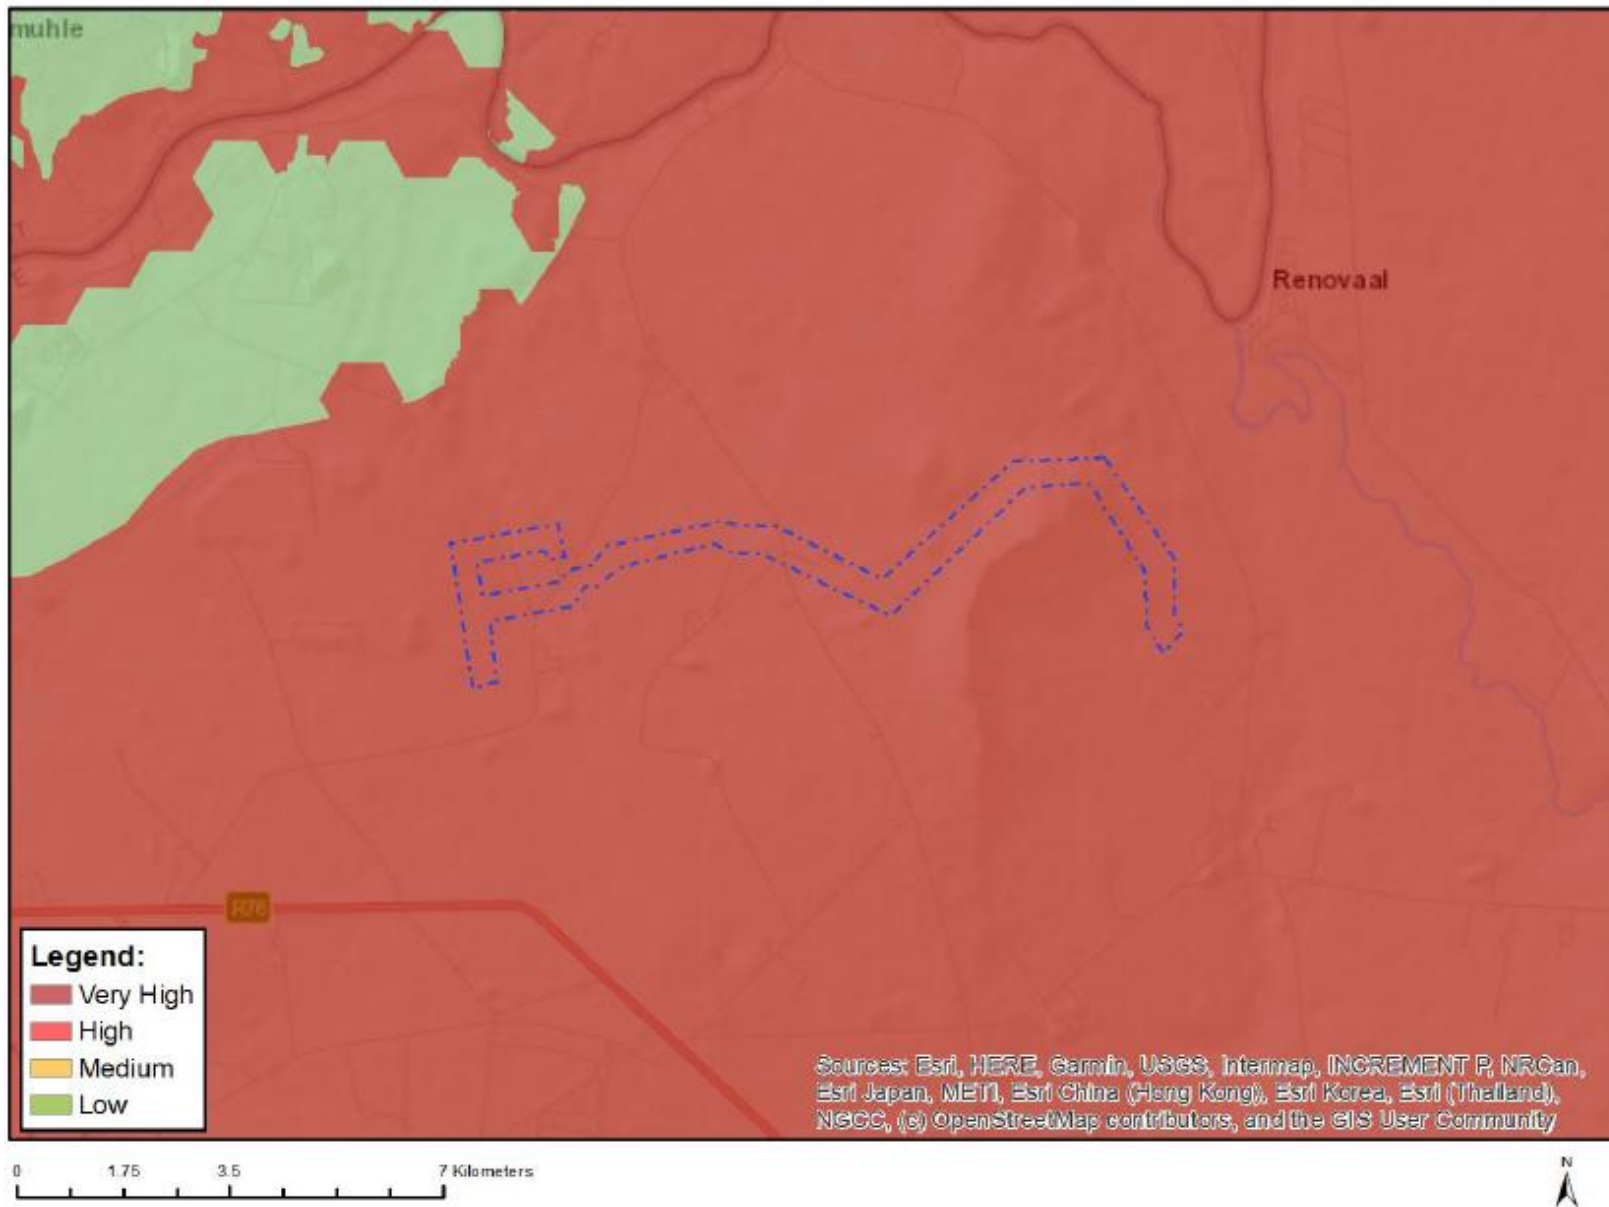 muhle
Renovaal
R76
Legend:
Very High
High
Medium
Low
Sources: Esri, HERE, Garmin, USGS, Intermap, INCREMENT P, NRCan,
Esri Japan, METI, Esri China (Hong Kong), Esri Korea, Esri (Thailand),
NGCC, (c) OpenStreetMap contributors, and the GIS User Community
0 1.75 3.5 7 Kilometers
N